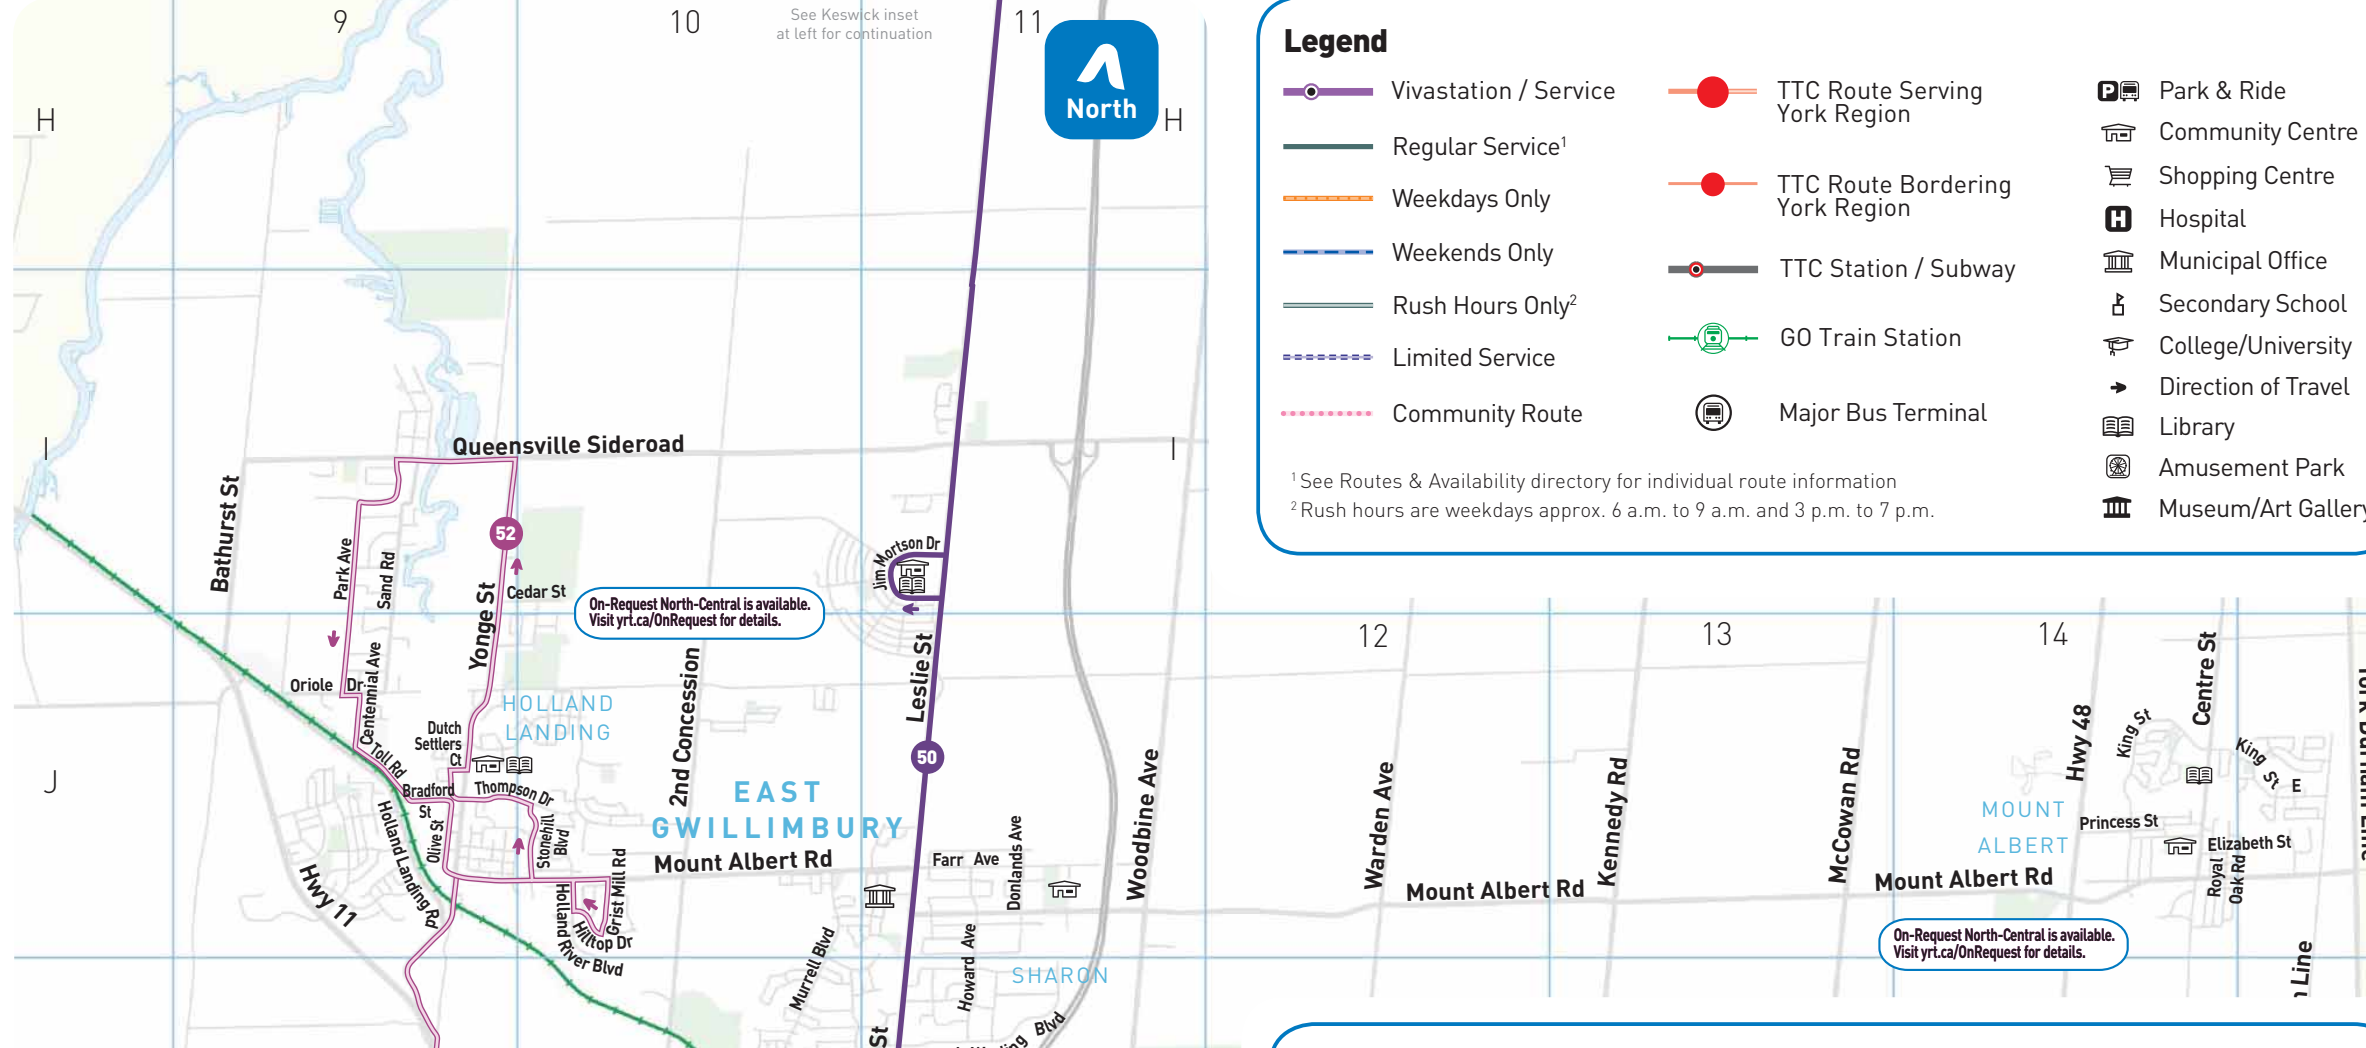 9
10
See Keswick inset
at left for continuation
11
North
H
H
Legend
Vivastation / Service
Regular Service1
Weekdays Only
Weekends Only
Rush Hours Only2
Limited Service
Community Route
TTC Route Serving
York Region
TTC Route Bordering
York Region
TTC Station / Subway
GO Train Station
Major Bus Terminal
P
Park & Ride
Community Centre
Shopping Centre
H
Hospital
Municipal Office
Secondary School
College/University
Direction of Travel
Library
Amusement Park
Museum/Art Gallery
1 See Routes & Availability directory for individual route information
2 Rush hours are weekdays approx. 6 a.m. to 9 a.m. and 3 p.m. to 7 p.m.
I
I
Queensville Sideroad
Bathurst St
Park Ave
Sand Rd
52
Yonge St
Cedar St
Jim Mortson Dr
On-Request North-Central is available.
Visit yrt.ca/OnRequest for details.
Oriole Dr
Centennial Ave
HOLLAND
LANDING
2nd Concession
Leslie St
12
13
14
Dutch
Settlers
Ct
Toll Rd
Bradford
St
Thompson Dr
J
50
EAST
GWILLIMBURY
Holland Landing Rd
Olive St
Stonehill
Blvd
Mount Albert Rd
Farr Ave
Donlands Ave
Woodbine Ave
Hwy 11
Grist Mill Rd
Hilltop Dr
Holland River Blvd
Murrell Blvd
Howard Ave
SHARON
St
Blvd
Warden Ave
Mount Albert Rd
Kennedy Rd
McCowan Rd
Mount Albert Rd
Hwy 48
King St
Centre St
King St E
MOUNT
ALBERT
Princess St
Elizabeth St
Royal
Oak Rd
On-Request North-Central is available.
Visit yrt.ca/OnRequest for details.
Line